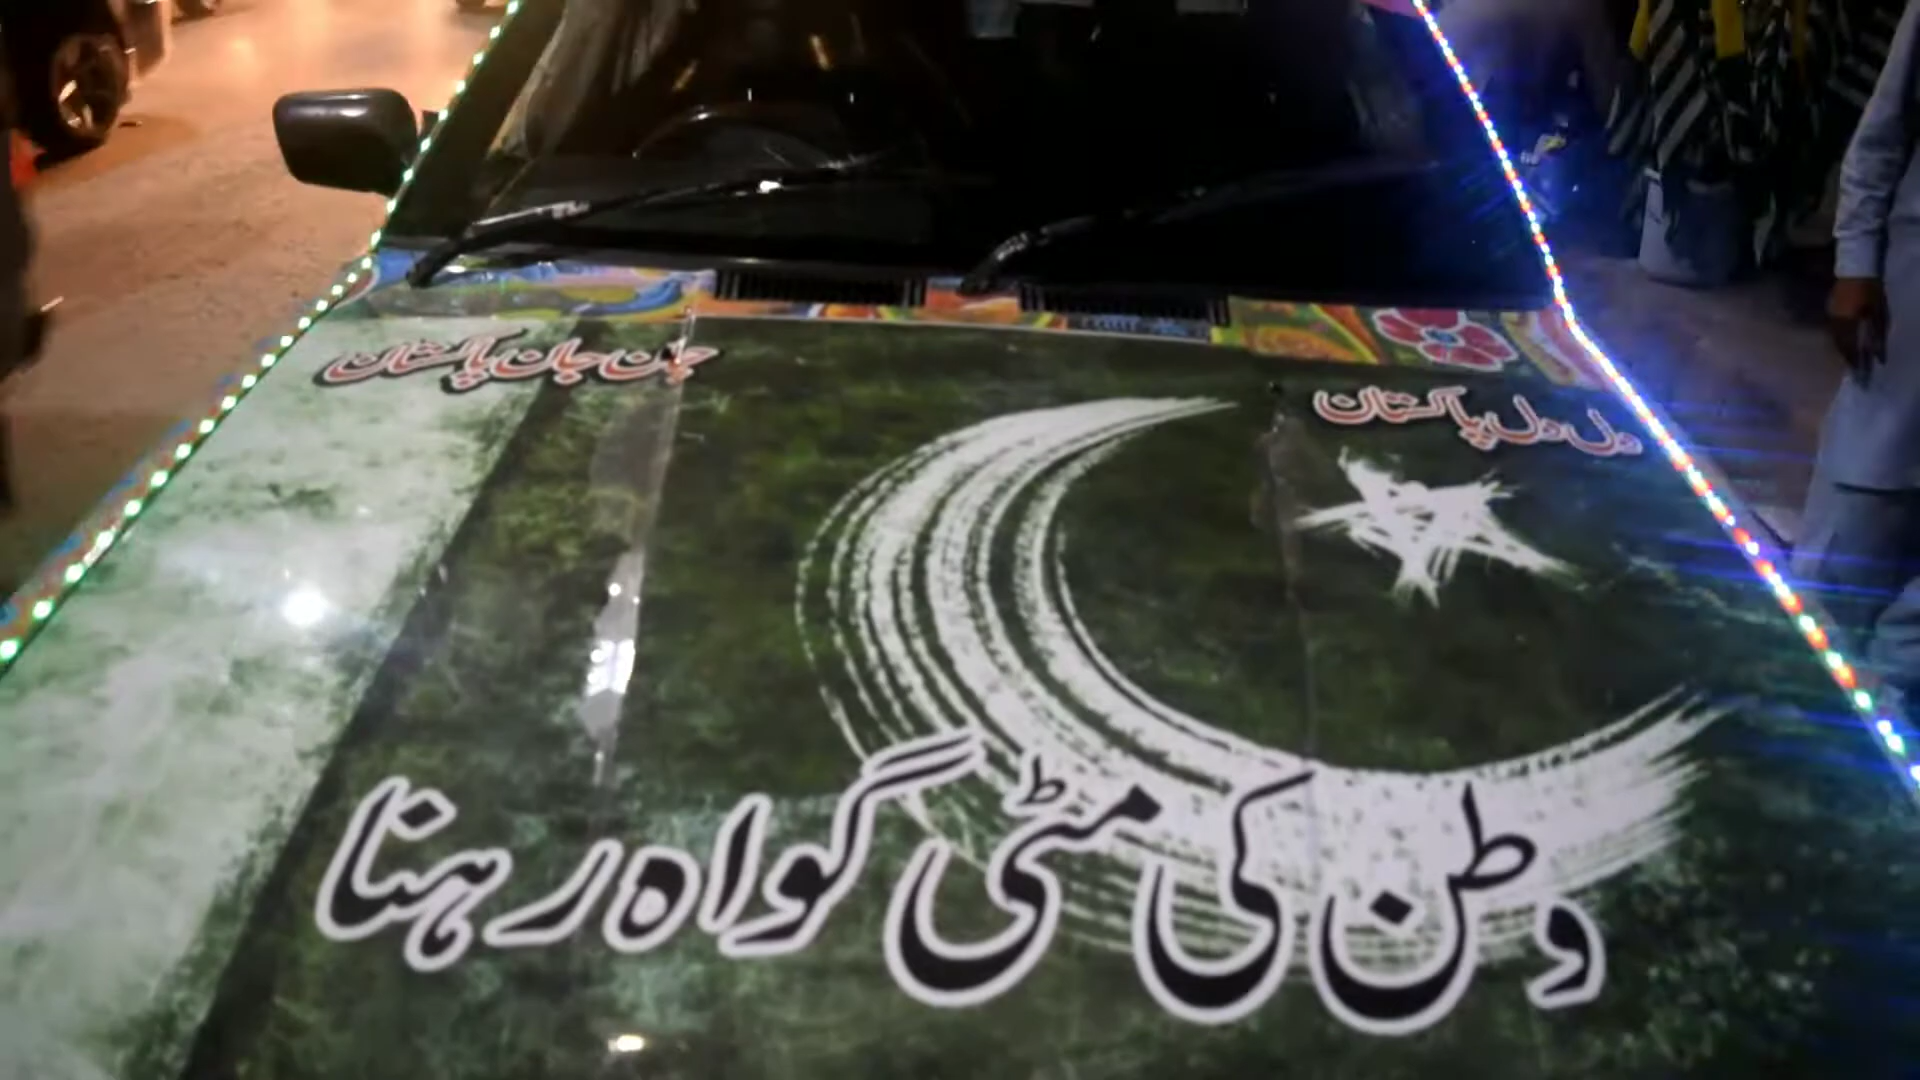 دل دل پاکستان
جان جان پاکستان
وطن کی مٹی گواہ رہنا